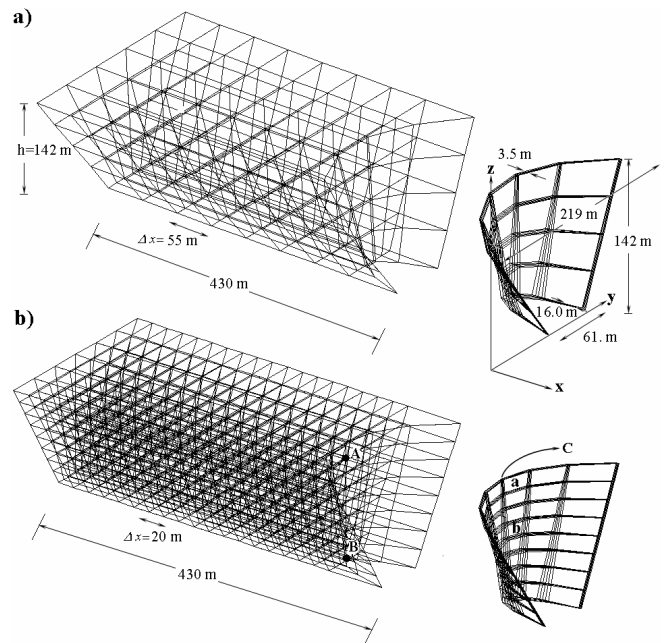 a)
h=142 m
Δx= 55 m
430 m
3.5 m
z
219 m
142 m
16.0 m
y
61. m
x
b)
A
B
Δx=20 m
430 m
C
a
b